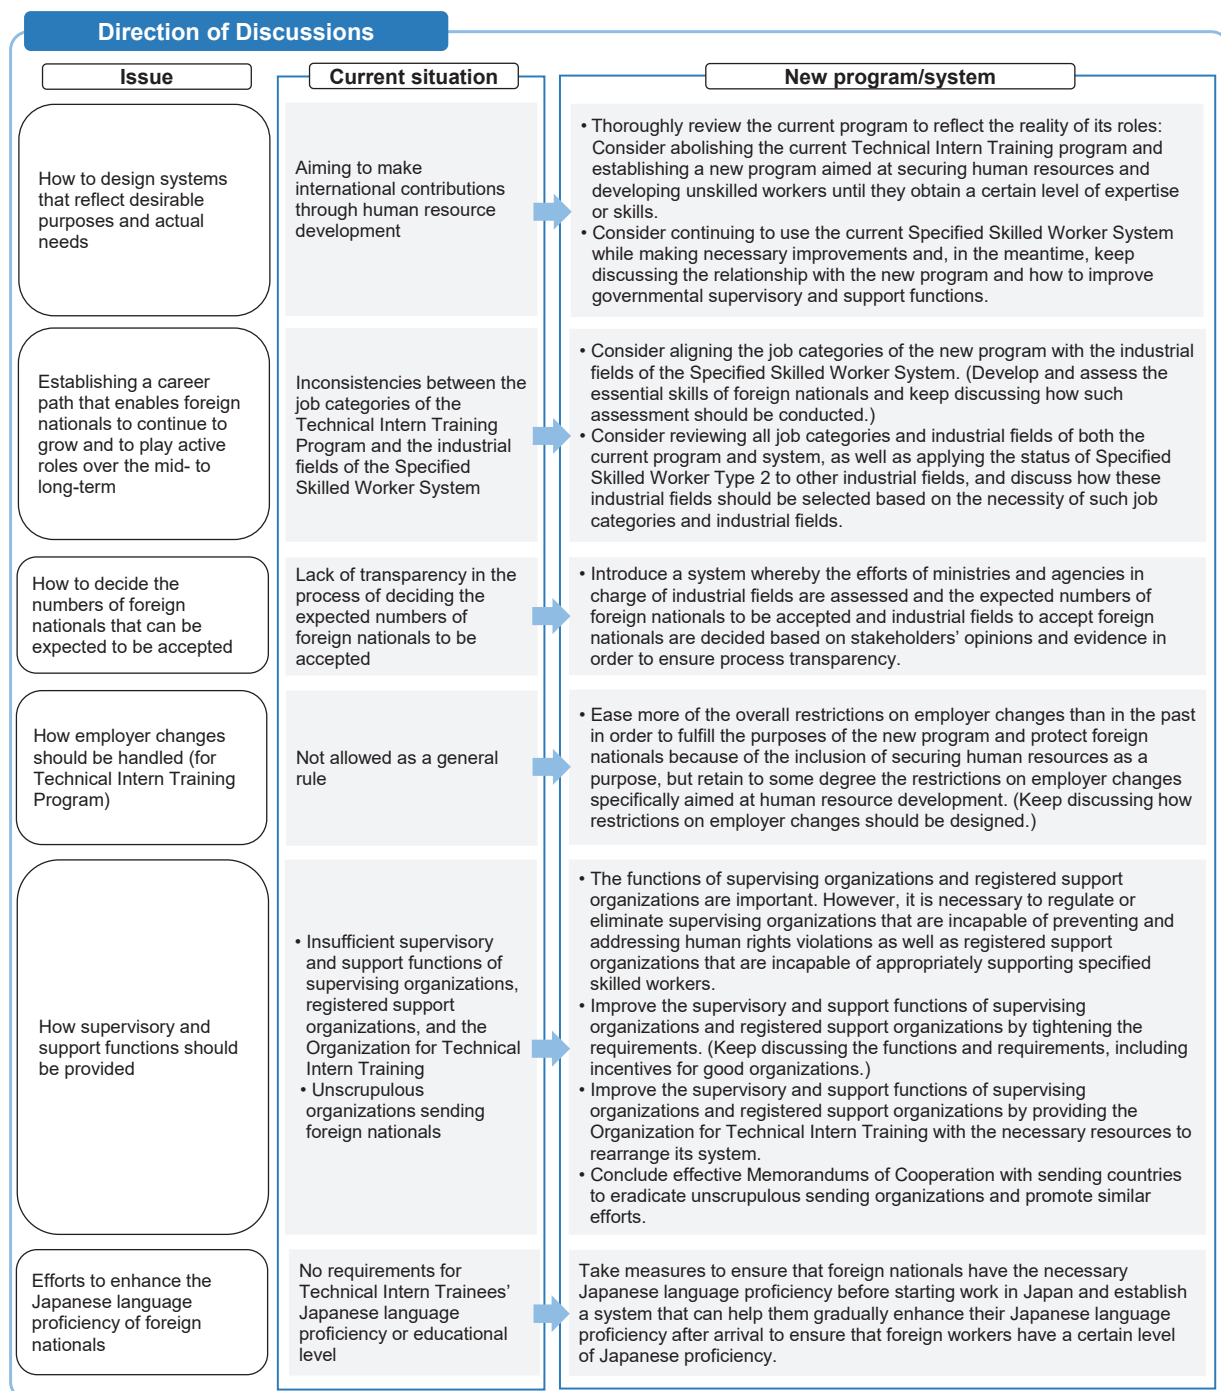 Direction of Discussions
Issue
Current situation
New program/system
How to design systems
that reflect desirable
purposes and actual
needs
Aiming to make
international contributions
through human resource
development
• Thoroughly review the current program to reflect the reality of its roles:
Consider abolishing the current Technical Intern Training program and
establishing a new program aimed at securing human resources and
developing unskilled workers until they obtain a certain level of expertise
or skills.
• Consider continuing to use the current Specified Skilled Worker System
while making necessary improvements and, in the meantime, keep
discussing the relationship with the new program and how to improve
governmental supervisory and support functions.
Establishing a career
path that enables foreign
nationals to continue to
grow and to play active
roles over the mid- to
long-term
Inconsistencies between the
job categories of the
Technical Intern Training
Program and the industrial
fields of the Specified
Skilled Worker System
• Consider aligning the job categories of the new program with the industrial
fields of the Specified Skilled Worker System. (Develop and assess the
essential skills of foreign nationals and keep discussing how such
assessment should be conducted.)
• Consider reviewing all job categories and industrial fields of both the
current program and system, as well as applying the status of Specified
Skilled Worker Type 2 to other industrial fields, and discuss how these
industrial fields should be selected based on the necessity of such job
categories and industrial fields.
How to decide the
numbers of foreign
nationals that can be
expected to be accepted
Lack of transparency in the
process of deciding the
expected numbers of
foreign nationals to be
accepted
• Introduce a system whereby the efforts of ministries and agencies in
charge of industrial fields are assessed and the expected numbers of
foreign nationals to be accepted and industrial fields to accept foreign
nationals are decided based on stakeholders' opinions and evidence in
order to ensure process transparency.
How employer changes
should be handled (for
Technical Intern Training
Program)
Not allowed as a general
rule
• Ease more of the overall restrictions on employer changes than in the past
in order to fulfill the purposes of the new program and protect foreign
nationals because of the inclusion of securing human resources as a
purpose, but retain to some degree the restrictions on employer changes
specifically aimed at human resource development. (Keep discussing how
restrictions on employer changes should be designed.)
How supervisory and
support functions should
be provided
• Insufficient supervisory
and support functions of
supervising organizations,
registered support
organizations, and the
Organization for Technical
Intern Training
• Unscrupulous
organizations sending
foreign nationals
• The functions of supervising organizations and registered support
organizations are important. However, it is necessary to regulate or
eliminate supervising organizations that are incapable of preventing and
addressing human rights violations as well as registered support
organizations that are incapable of appropriately supporting specified
skilled workers.
• Improve the supervisory and support functions of supervising
organizations and registered support organizations by tightening the
requirements. (Keep discussing the functions and requirements, including
incentives for good organizations.)
• Improve the supervisory and support functions of supervising
organizations and registered support organizations by providing the
Organization for Technical Intern Training with the necessary resources to
rearrange its system.
• Conclude effective Memorandums of Cooperation with sending countries
to eradicate unscrupulous sending organizations and promote similar
efforts.
Efforts to enhance the
Japanese language
proficiency of foreign
nationals
No requirements for
Technical Intern Trainees'
Japanese language
proficiency or educational
level
Take measures to ensure that foreign nationals have the necessary
Japanese language proficiency before starting work in Japan and establish
a system that can help them gradually enhance their Japanese language
proficiency after arrival to ensure that foreign workers have a certain level
of Japanese proficiency.